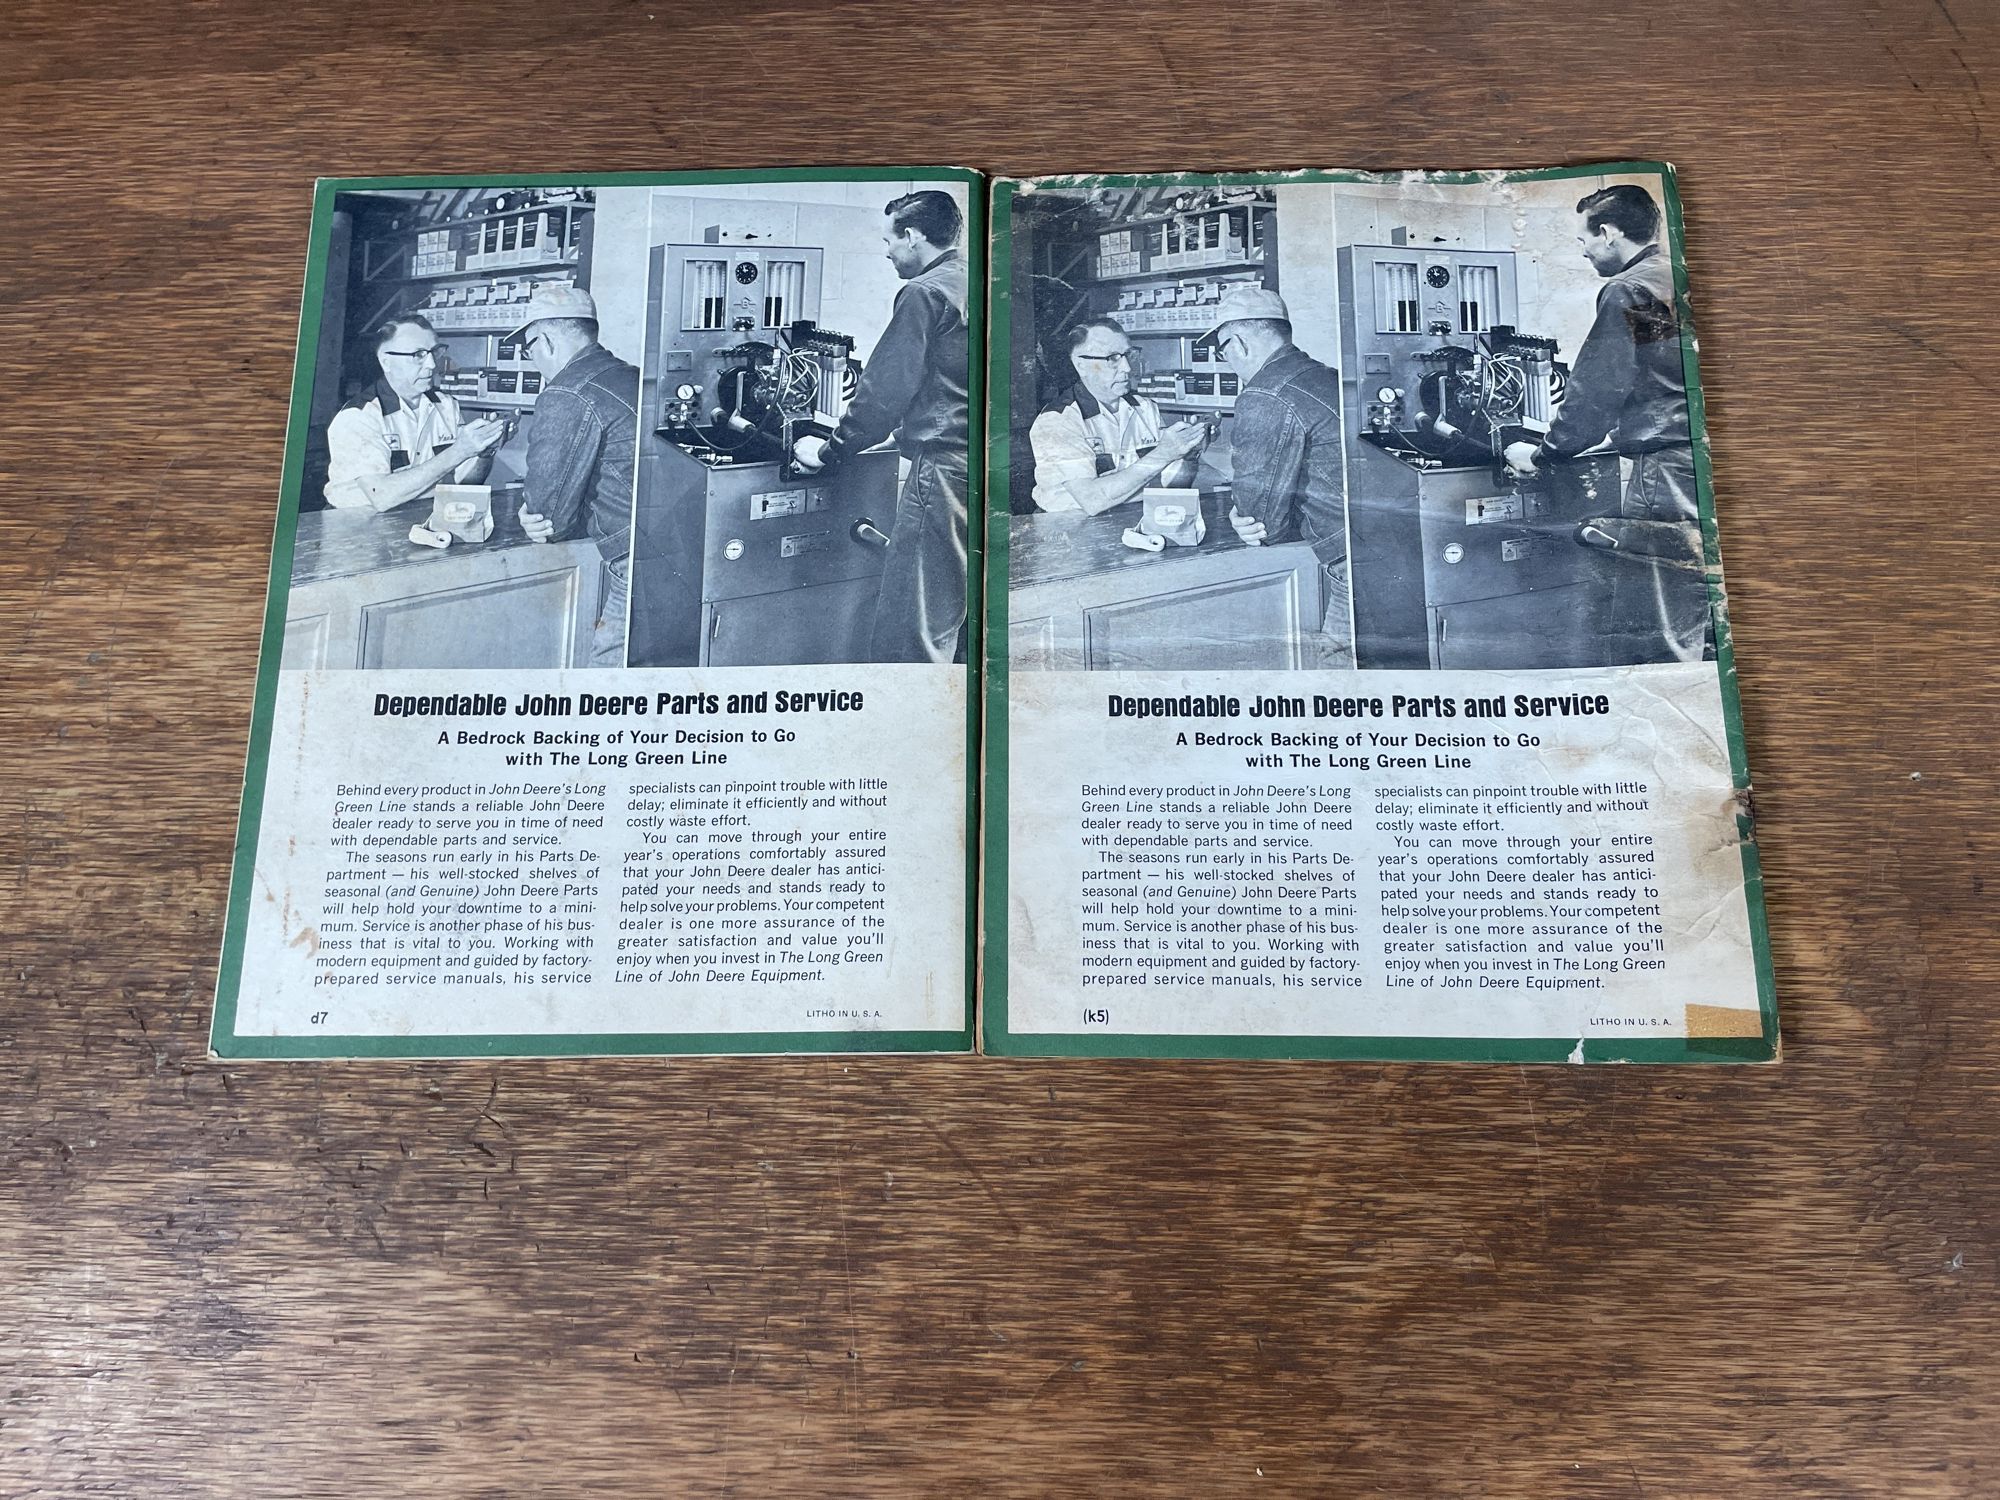 Dependable John Deere Parts and Service
A Bedrock Backing of Your Decision to Go
with The Long Green Line
Behind every product in John Deere's Long
Green Line stands a reliable John Deere
dealer ready to serve you in time of need
with dependable parts and service.
The seasons run early in his Parts De-
partment — his well-stocked shelves of
seasonal (and Genuine) John Deere Parts
will help hold your downtime to a mini-
mum. Service is another phase of his bus-
iness that is vital to you. Working with
modern equipment and guided by factory-
prepared service manuals, his service
specialists can pinpoint trouble with little
delay; eliminate it efficiently and without
costly waste effort.
You can move through your entire
year's operations comfortably assured
that your John Deere dealer has antici-
pated your needs and stands ready to
help solve your problems. Your competent
dealer is one more assurance of the
greater satisfaction and value you'll
enjoy when you invest in The Long Green
Line of John Deere Equipment.
d7
LITHO IN U. S. A.
Dependable John Deere Parts and Service
A Bedrock Backing of Your Decision to Go
with The Long Green Line
Behind every product in John Deere's Long
Green Line stands a reliable John Deere
dealer ready to serve you in time of need
with dependable parts and service.
The seasons run early in his Parts De-
partment — his well-stocked shelves of
seasonal (and Genuine) John Deere Parts
will help hold your downtime to a mini-
mum. Service is another phase of his bus-
iness that is vital to you. Working with
modern equipment and guided by factory-
prepared service manuals, his service
specialists can pinpoint trouble with little
delay; eliminate it efficiently and without
costly waste effort.
You can move through your entire
year's operations comfortably assured
that your John Deere dealer has antici-
pated your needs and stands ready to
help solve your problems. Your competent
dealer is one more assurance of the
greater satisfaction and value you'll
enjoy when you invest in The Long Green
Line of John Deere Equipment.
(k5)
LITHO IN U. S. A.